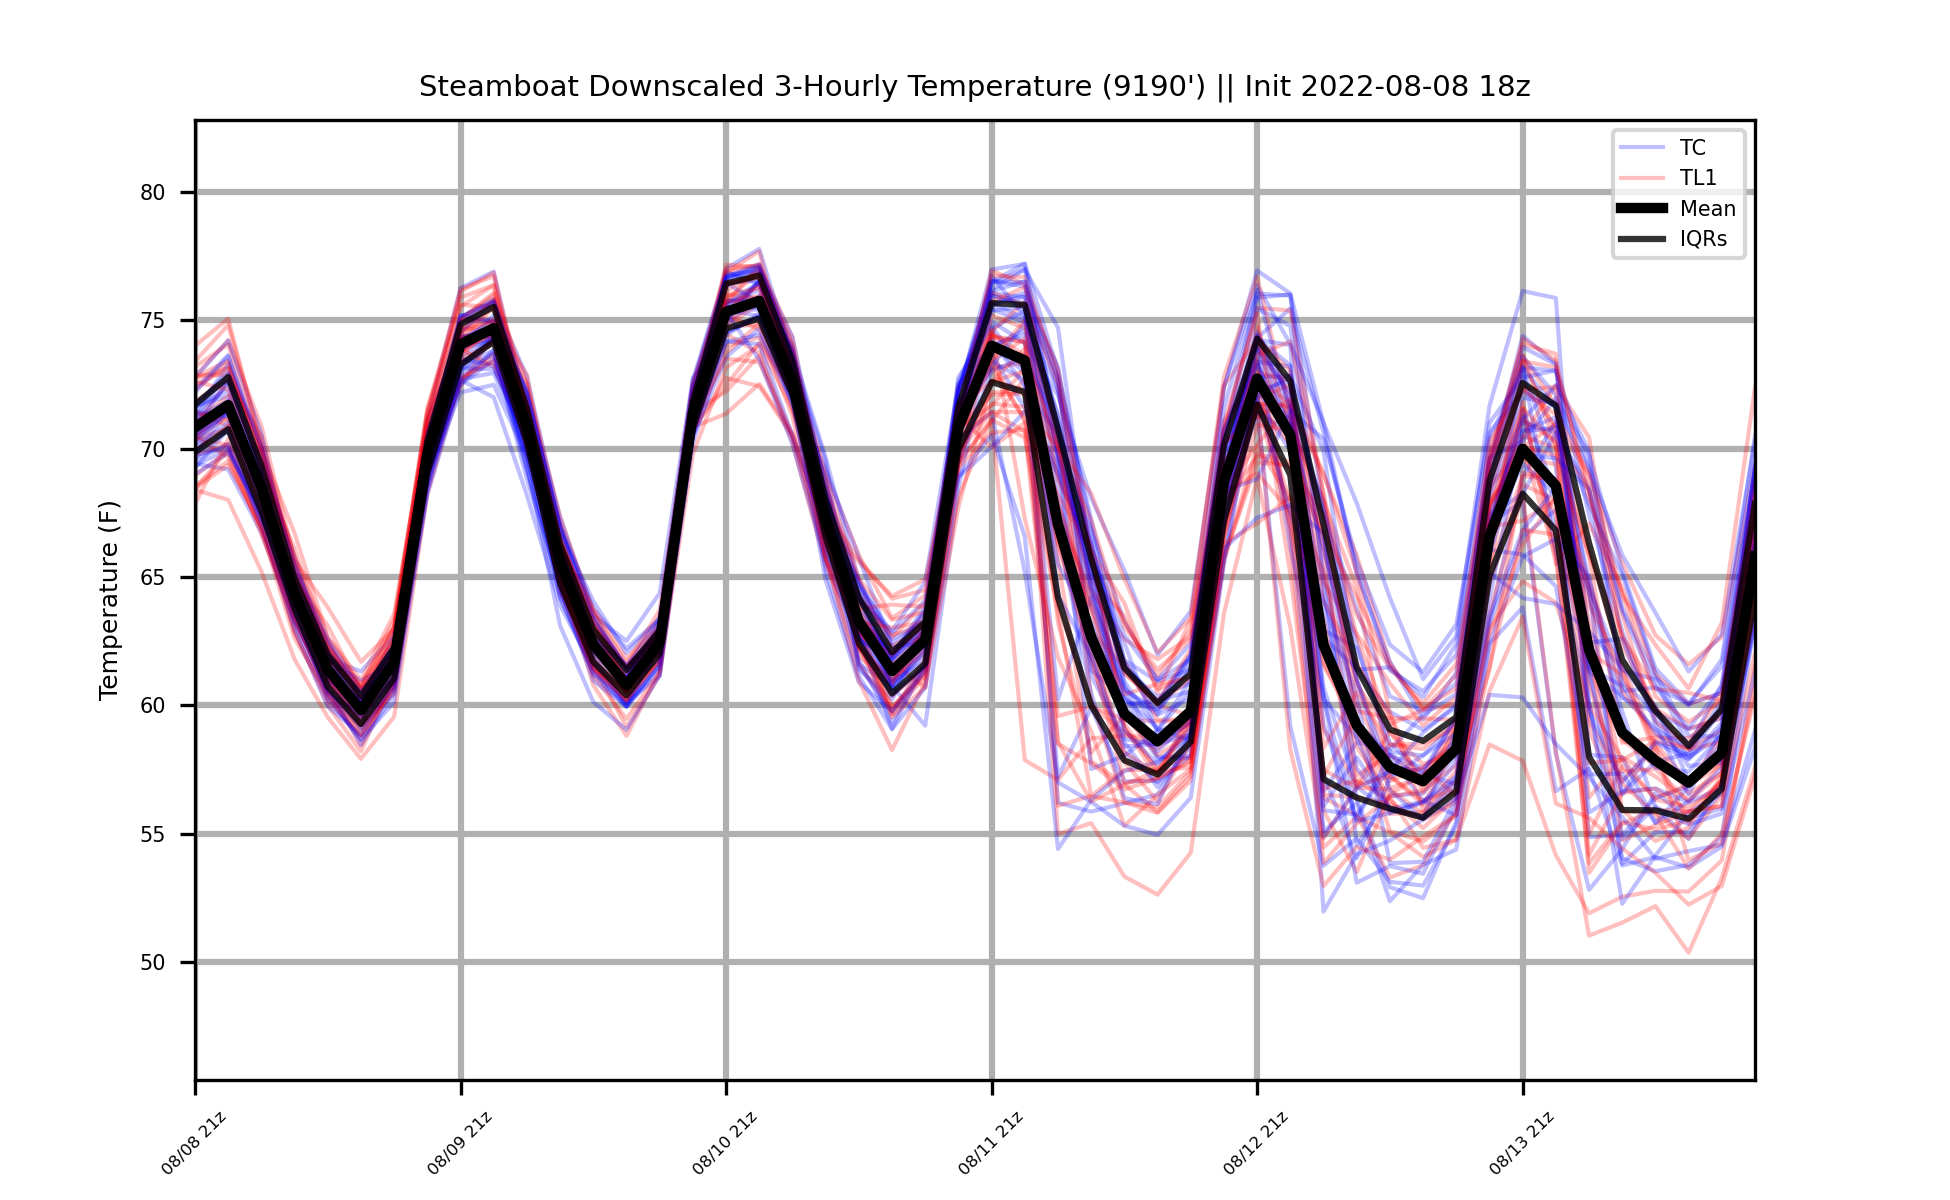 Steamboat Downscaled 3-Hourly Temperature (9190') || Init 2022-08-08 18z
TC
TL1
Mean
IQRs
Temperature (F)
80
75
70
65
60
55
50
08/08 21z
08/09 21z
08/10 21z
08/11 21z
08/12 21z
08/13 21z